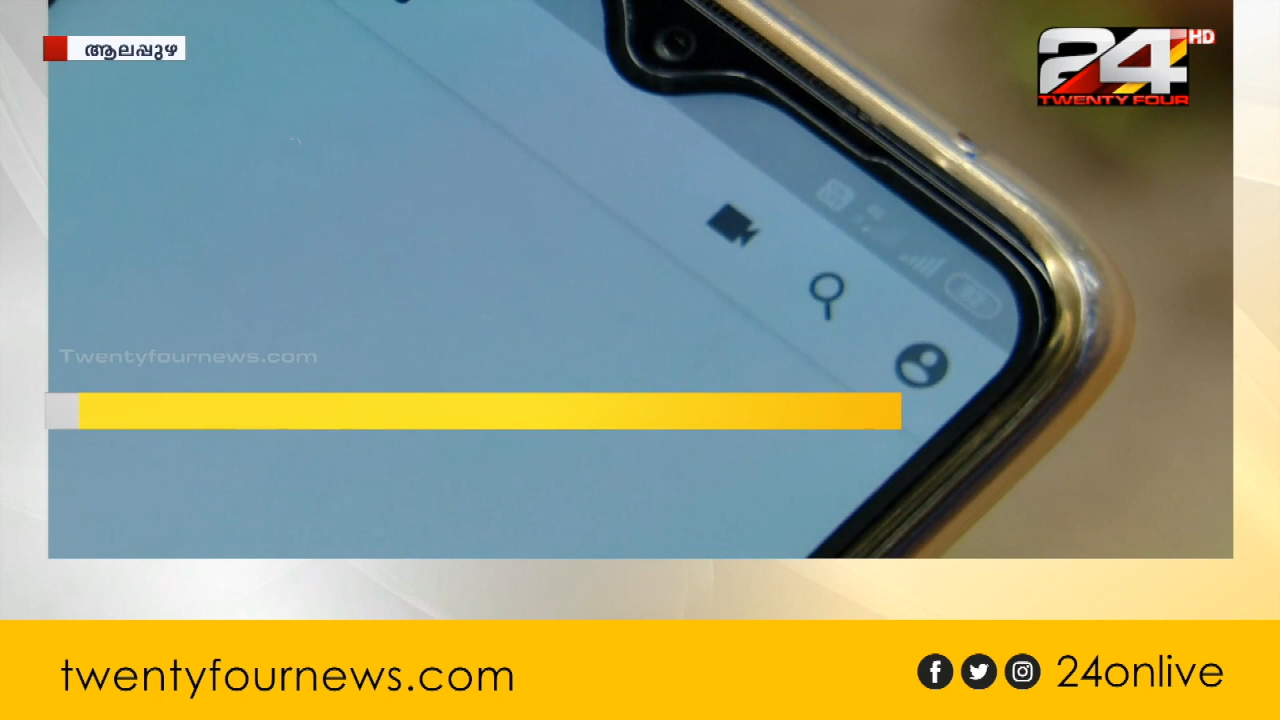 ആലപ്പുഴ
24 HD
TWENTY FOUR
Twentyfournews.com
twentyfournews.com
24onlive